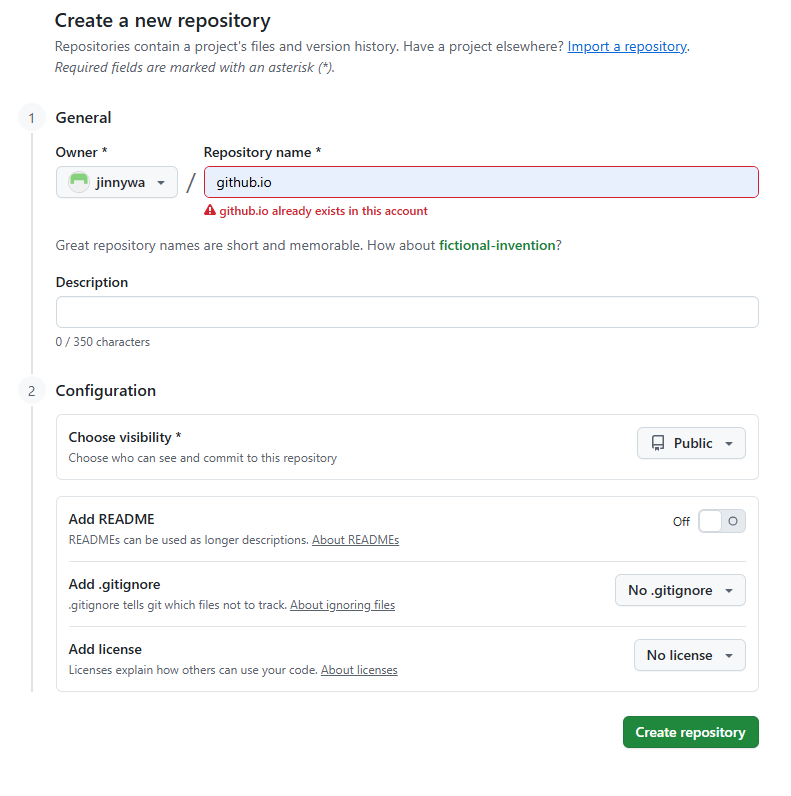 Create a new repository
Repositories contain a project's files and version history. Have a project elsewhere? Import a repository.
Required fields are marked with an asterisk (*).
1 General
Owner * Repository name *
jinnywa / github.io
github.io already exists in this account
Great repository names are short and memorable. How about fictional-invention?
Description
0 / 350 characters
2 Configuration
Choose visibility *
Choose who can see and commit to this repository
Public
Add README
READMEs can be used as longer descriptions. About READMEs
Off
Add .gitignore
.gitignore tells git which files not to track. About ignoring files
No .gitignore
Add license
Licenses explain how others can use your code. About licenses
No license
Create repository